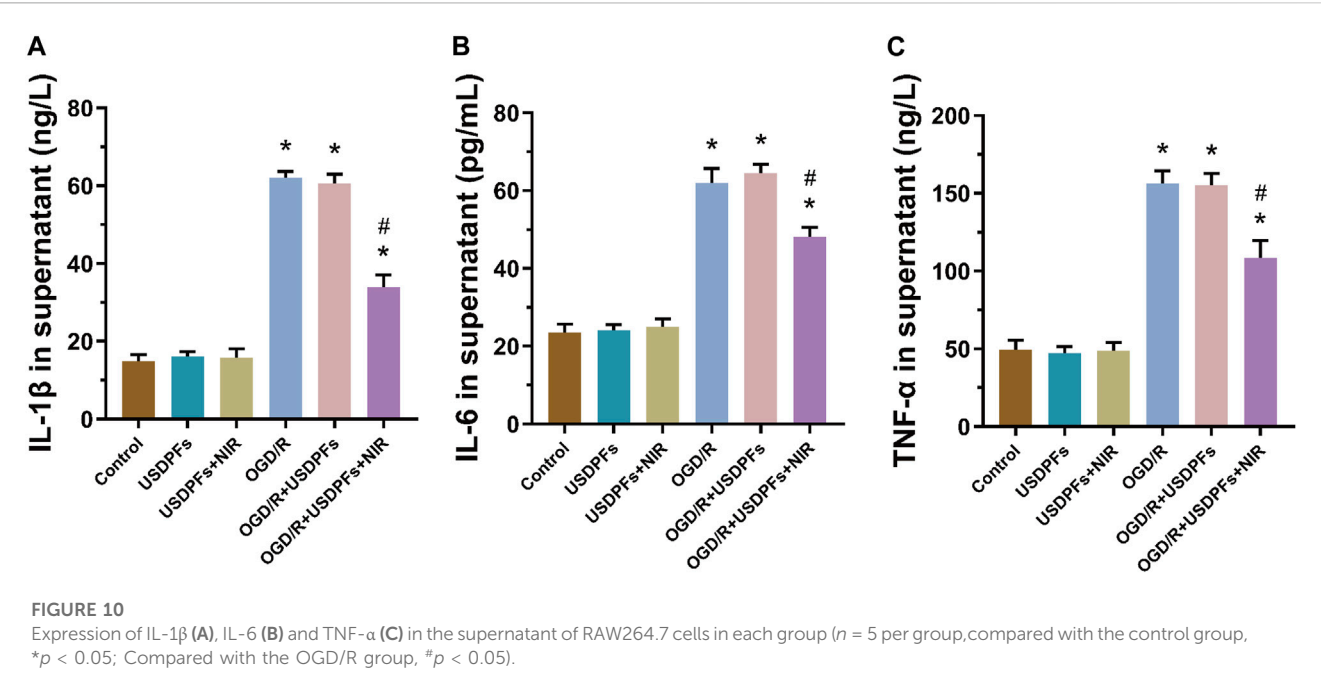 A
IL-1β in supernatant (ng/L)
80
60
40
20
0
* * # *
Control
USDPFs
USDPFs+NIR
OGD/R
OGD/R+USDPFs
OGD/R+USDPFs+NIR
B
IL-6 in supernatant (pg/mL)
80
60
40
20
0
* * # *
Control
USDPFs
USDPFs+NIR
OGD/R
OGD/R+USDPFs
OGD/R+USDPFs+NIR
C
TNF-α in supernatant (ng/L)
200
150
100
50
0
* * # *
Control
USDPFs
USDPFs+NIR
OGD/R
OGD/R+USDPFs
OGD/R+USDPFs+NIR
FIGURE 10
Expression of IL-1β (A), IL-6 (B) and TNF-α (C) in the supernatant of RAW264.7 cells in each group (n = 5 per group,compared with the control group,
*p < 0.05; Compared with the OGD/R group, #p < 0.05).